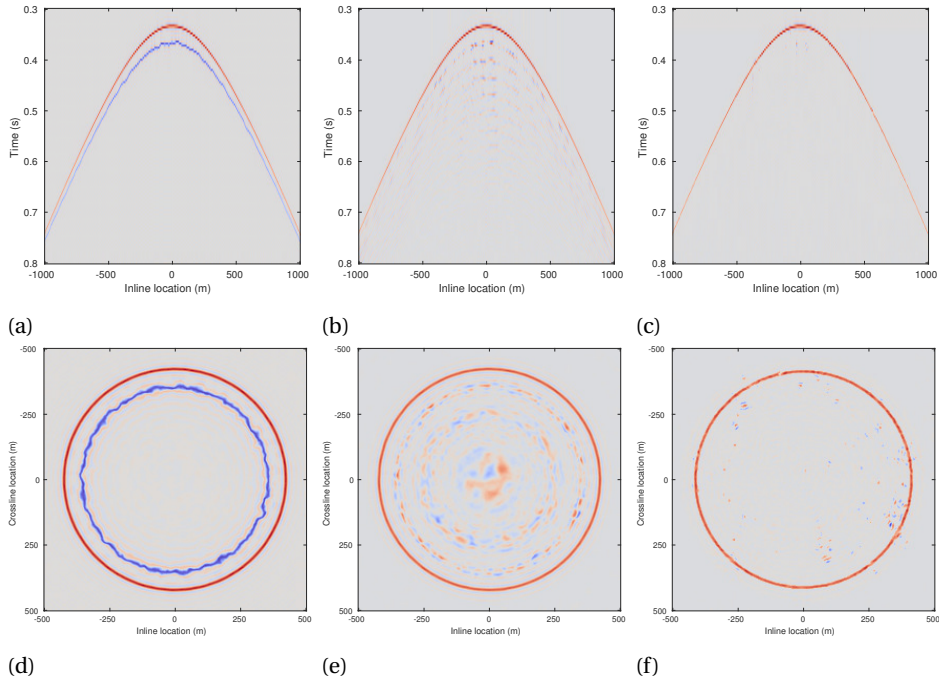 0.3
0.4
0.5
0.6
0.7
0.8
Time (s)
-1000 -500 0 500 1000
Inline location (m)
(a)
0.3
0.4
0.5
0.6
0.7
0.8
Time (s)
-1000 -500 0 500 1000
Inline location (m)
(b)
0.3
0.4
0.5
0.6
0.7
0.8
Time (s)
-1000 -500 0 500 1000
Inline location (m)
(c)
-500
-250
0
250
500
Crossline location (m)
-500 -250 0 250 500
Inline location (m)
(d)
-500
-250
0
250
500
Crossline location (m)
-500 -250 0 250 500
Inline location (m)
(e)
-500
-250
0
250
500
Crossline location (m)
-500 -250 0 250 500
Inline location (m)
(f)